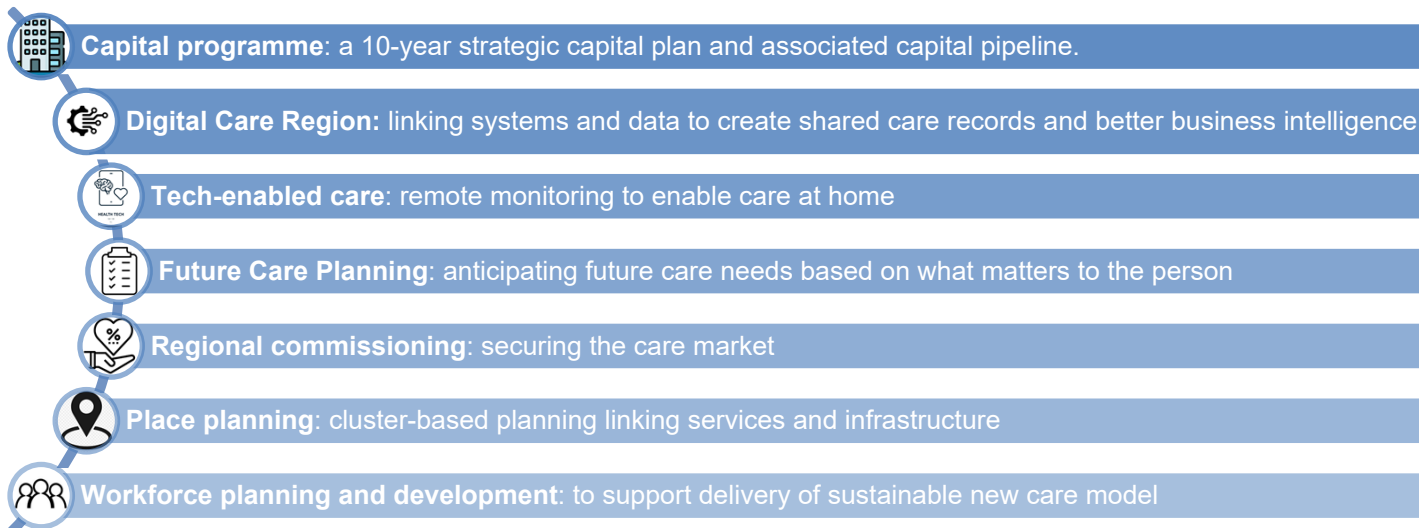 Capital programme: a 10-year strategic capital plan and associated capital pipeline.
Digital Care Region: linking systems and data to create shared care records and better business intelligence
HEALTH TECH
Tech-enabled care: remote monitoring to enable care at home
Future Care Planning: anticipating future care needs based on what matters to the person
%
Regional commissioning: securing the care market
Place planning: cluster-based planning linking services and infrastructure
Workforce planning and development: to support delivery of sustainable new care model